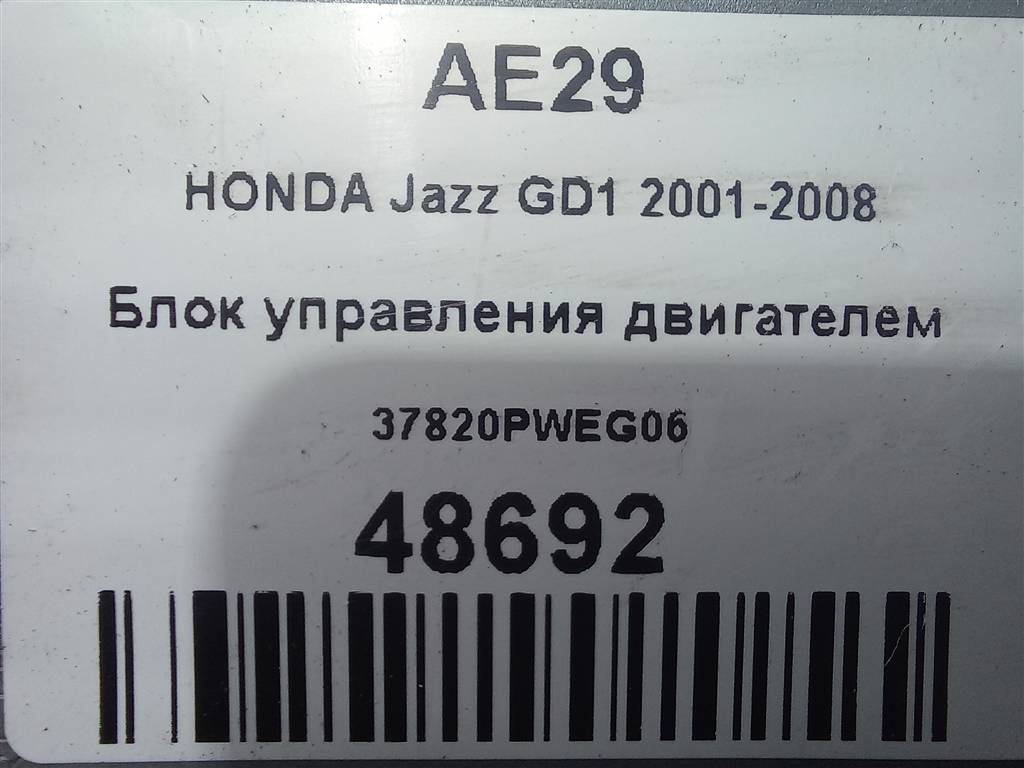 AE29
HONDA Jazz GD1 2001-2008
Блок управления двигателем
37820PWEG06
48692